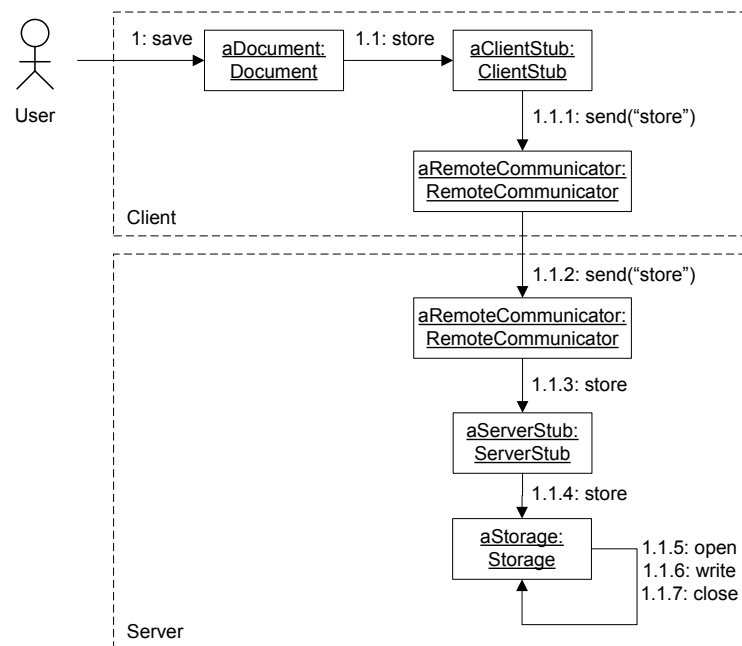 1: save
aDocument:
Document
1.1: store
aClientStub:
ClientStub
User
1.1.1: send(“store”)
aRemoteCommunicator:
RemoteCommunicator
Client
1.1.2: send(“store”)
aRemoteCommunicator:
RemoteCommunicator
1.1.3: store
aServerStub:
ServerStub
1.1.4: store
aStorage:
Storage
1.1.5: open
1.1.6: write
1.1.7: close
Server